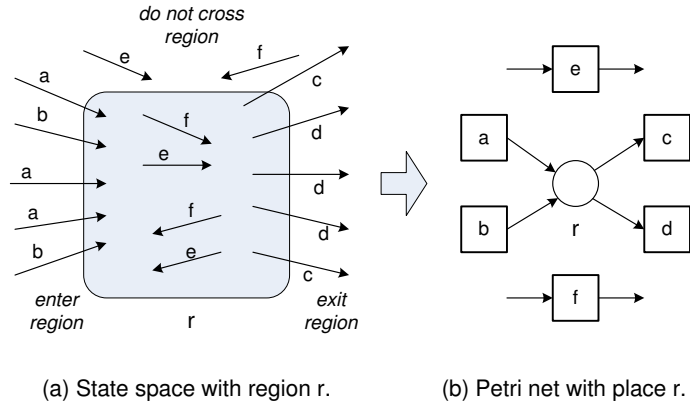 do not cross
region
e
f
c
a
b
f
d
e
a
d
a
f
d
b
e
c
enter
region
exit
region
r
(a) State space with region r.
e
a
c
b
r
d
f
(b) Petri net with place r.